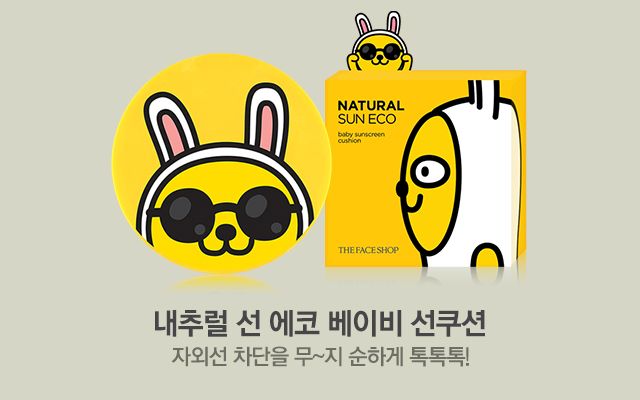 NATURAL
SUN ECO
baby sunscreen
cushion
THE FACE SHOP
내추럴 선 에코 베이비 선쿠션
자외선 차단을 무~지 순하게 톡톡톡!